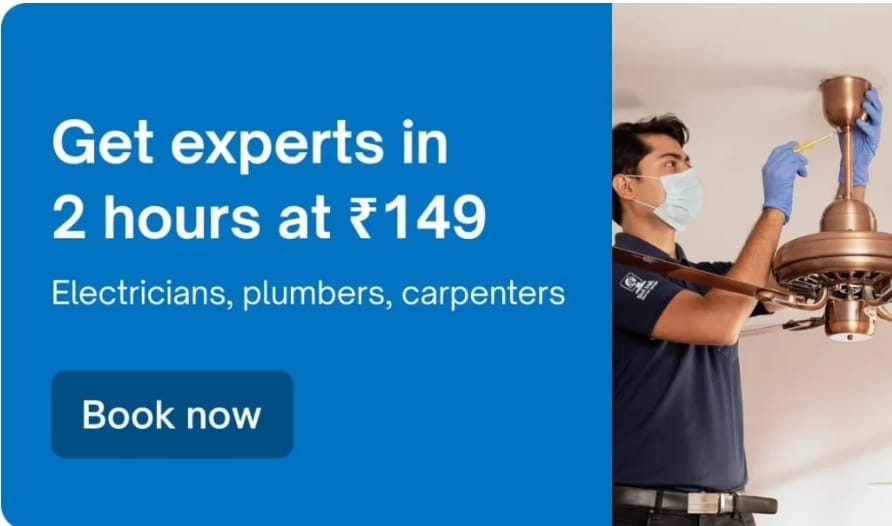 Get experts in
2 hours at ₹149
Electricians, plumbers, carpenters
Book now